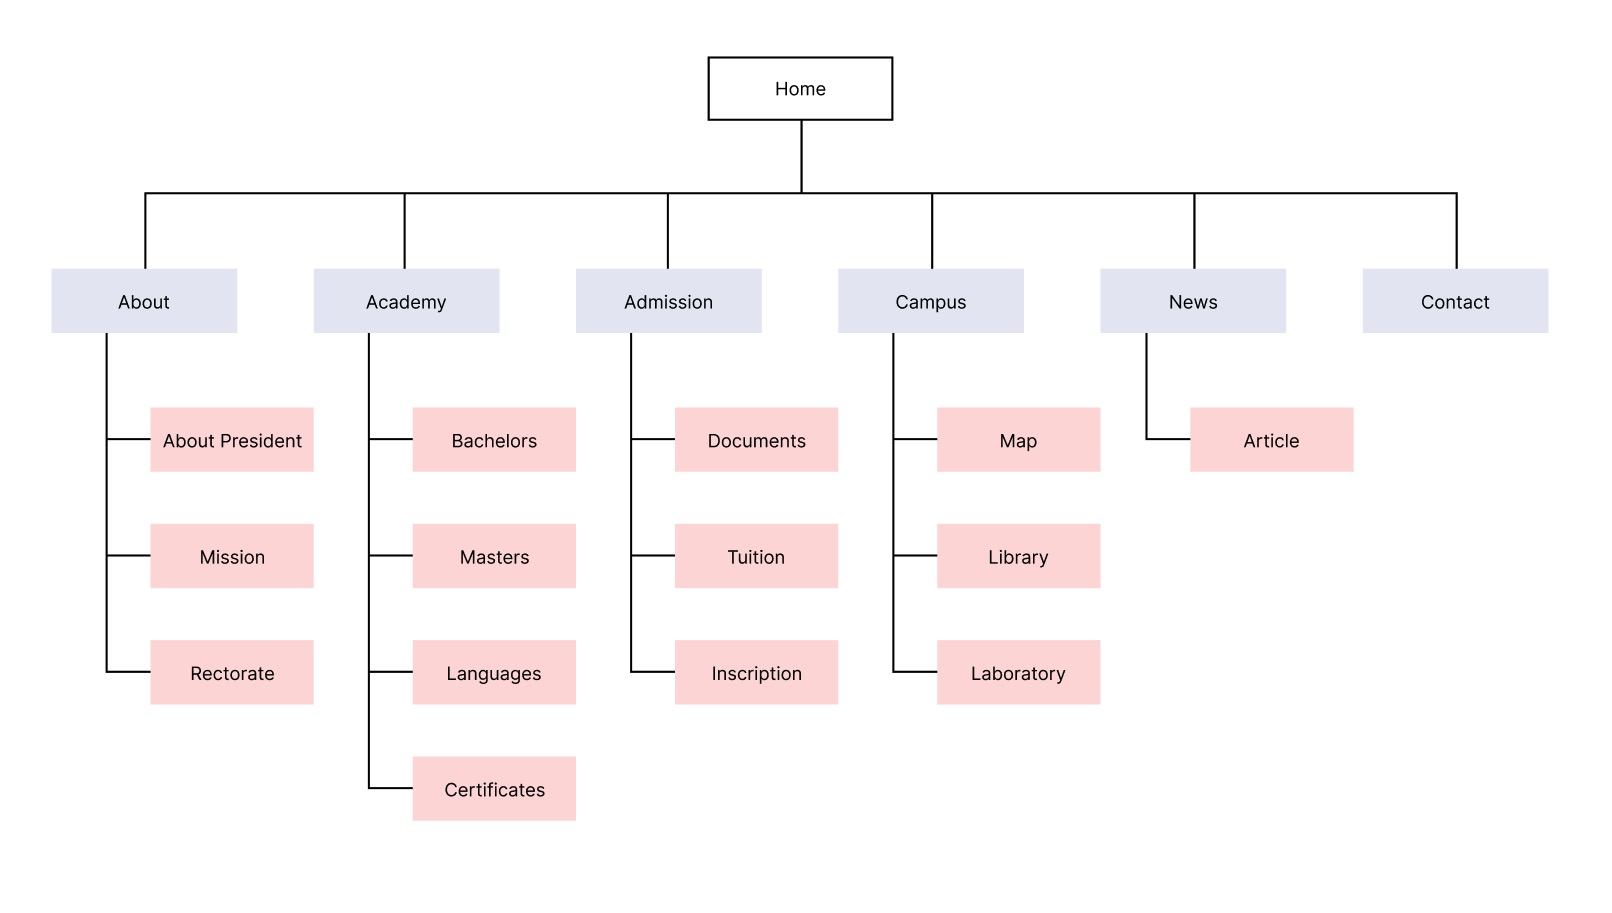 Home
About
Academy
Admission
Campus
News
Contact
About President
Bachelors
Documents
Map
Article
Mission
Masters
Tuition
Library
Rectorate
Languages
Inscription
Laboratory
Certificates